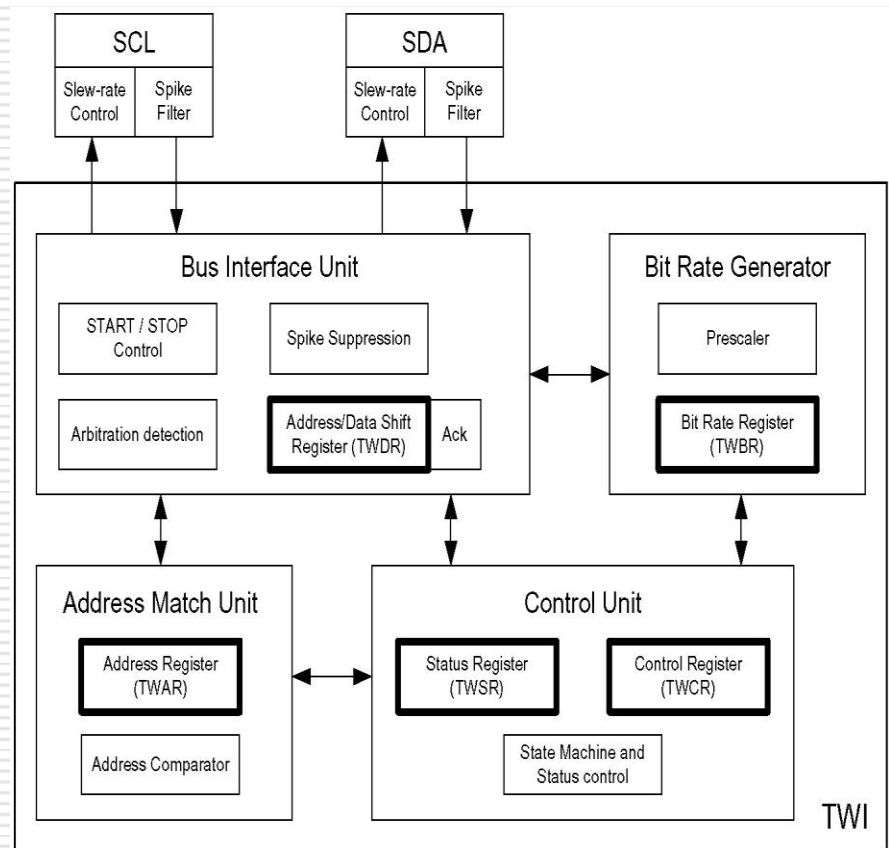 SCL
Slew-rate
Control
Spike
Filter
SDA
Slew-rate
Control
Spike
Filter
Bus Interface Unit
START / STOP
Control
Spike Suppression
Arbitration detection
Address/Data Shift
Register (TWDR)
Ack
Bit Rate Generator
Prescaler
Bit Rate Register
(TWBR)
Address Match Unit
Address Register
(TWAR)
Address Comparator
Control Unit
Status Register
(TWSR)
Control Register
(TWCR)
State Machine and
Status control
TWI